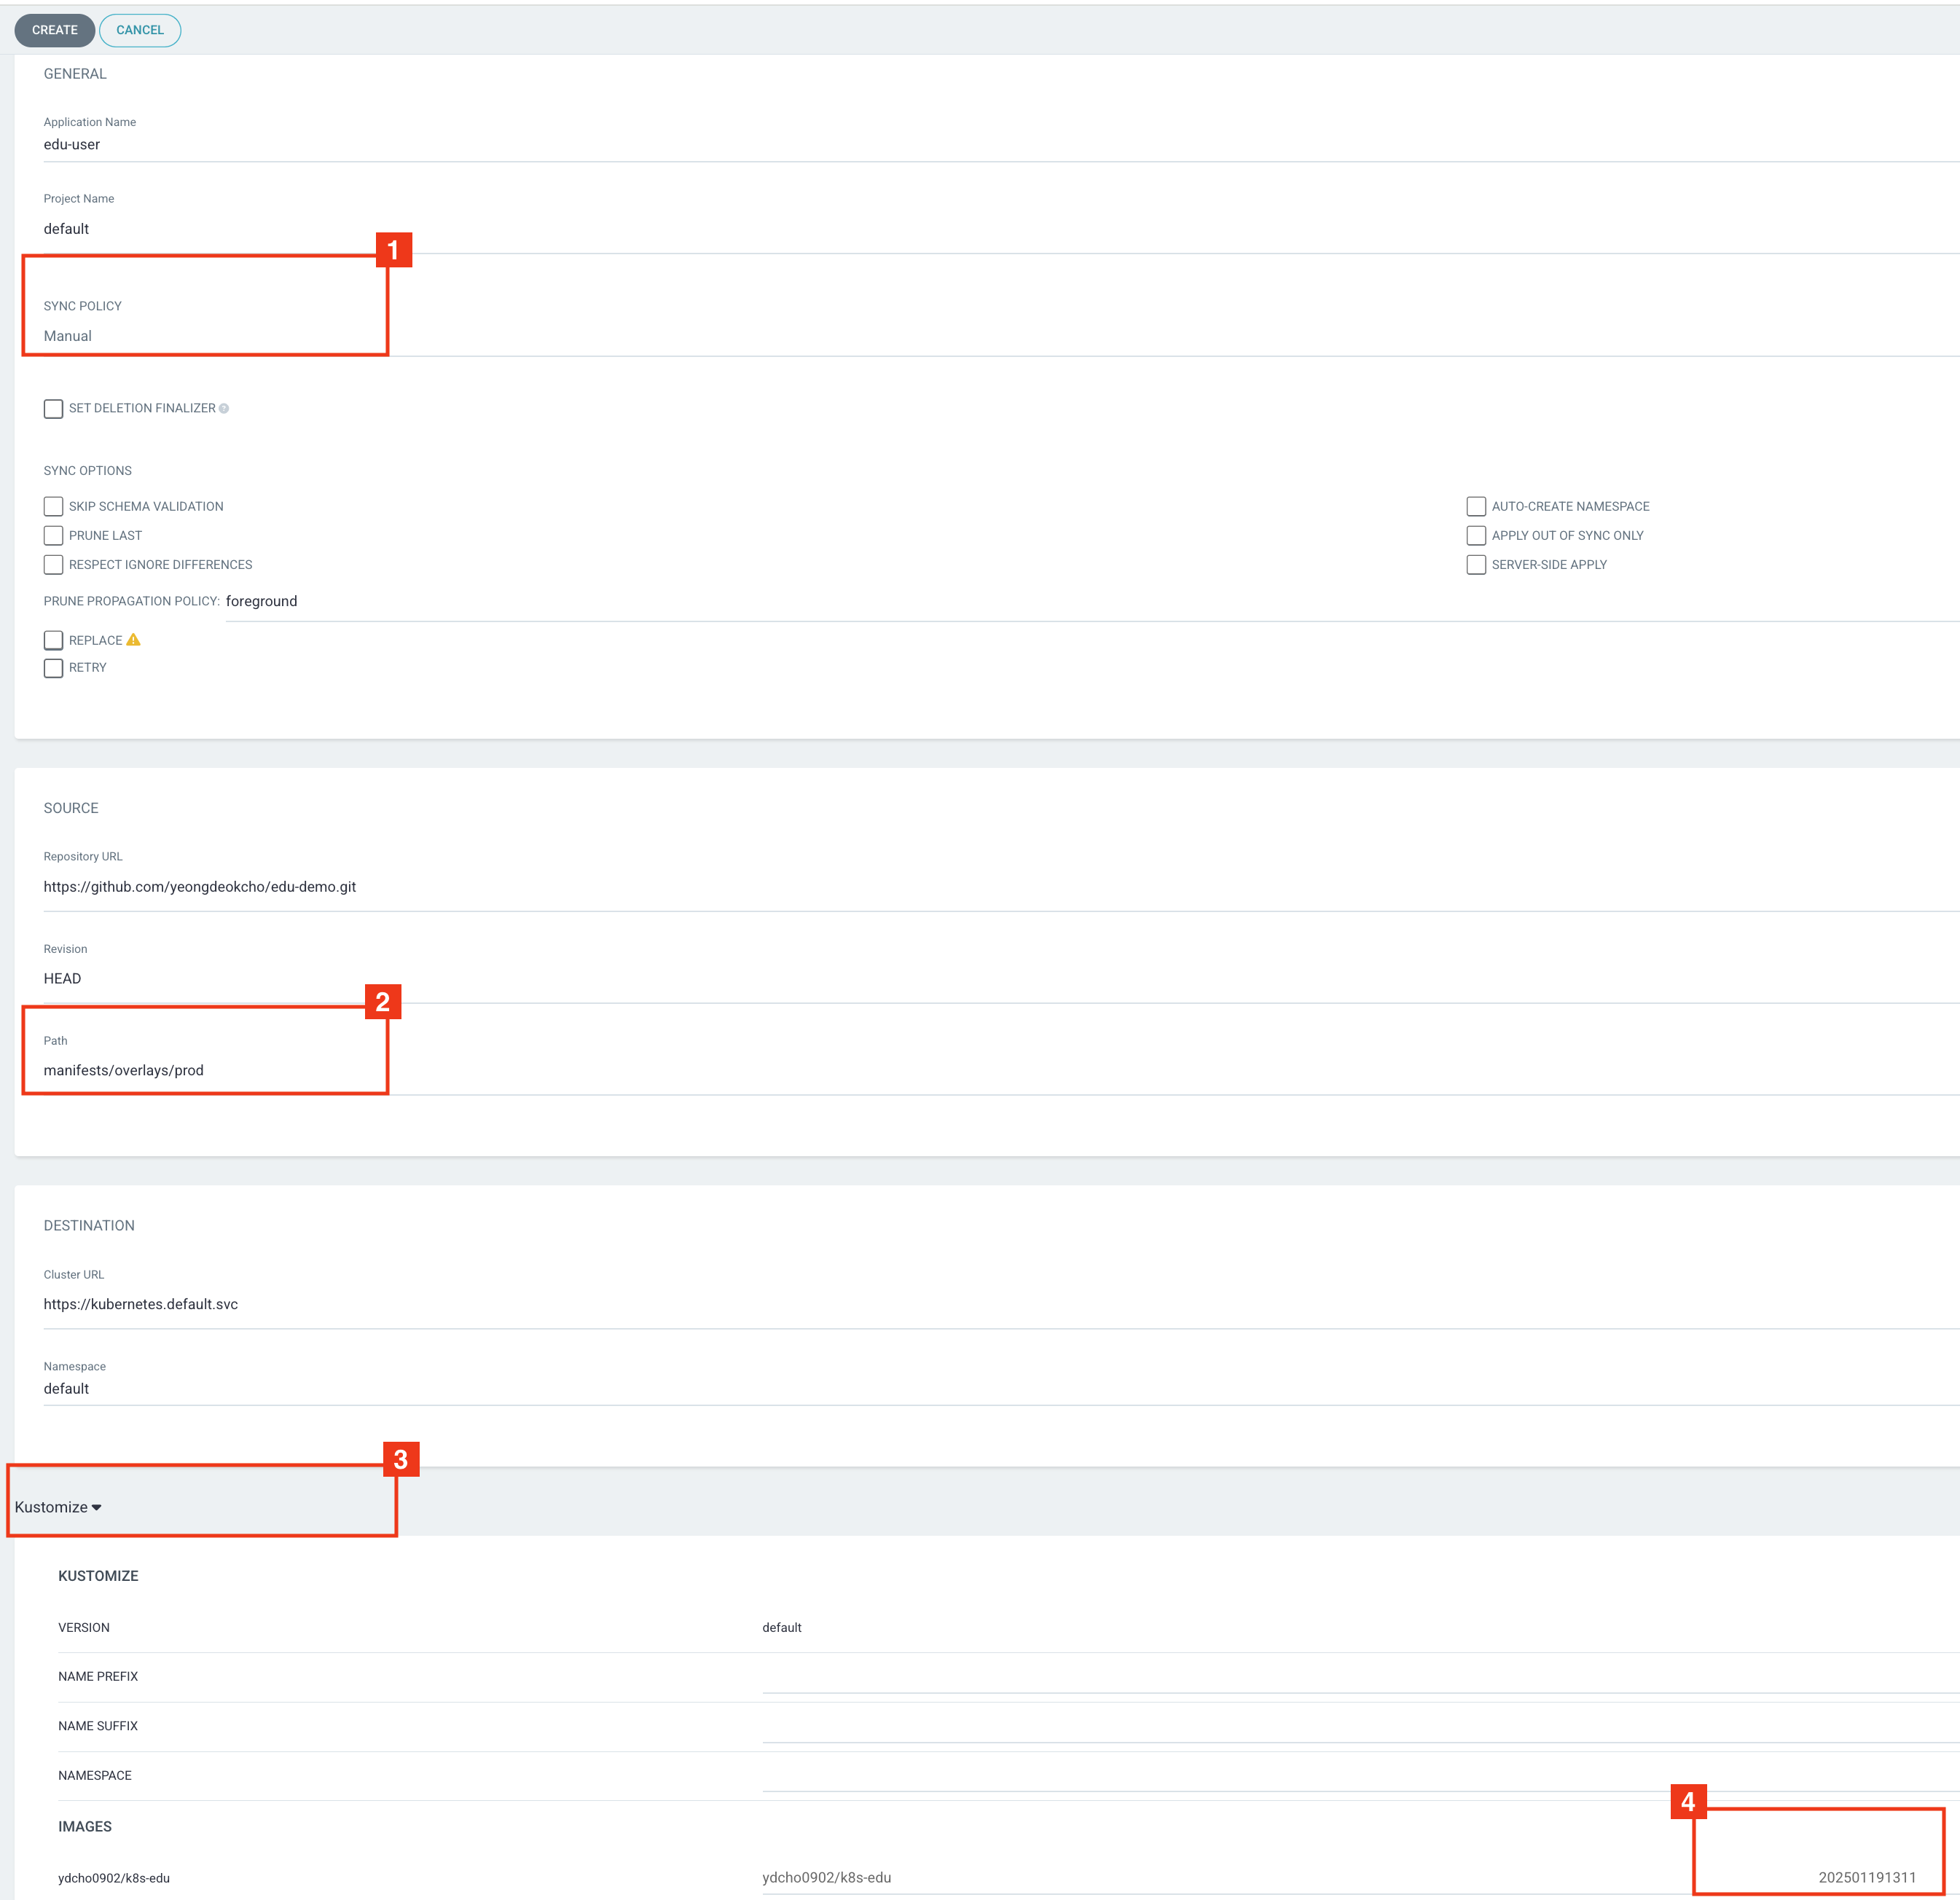 CREATE CANCEL
GENERAL
Application Name
edu-user
Project Name
default
1
SYNC POLICY
Manual
SET DELETION FINALIZER ?
SYNC OPTIONS
SKIP SCHEMA VALIDATION AUTO-CREATE NAMESPACE
PRUNE LAST APPLY OUT OF SYNC ONLY
RESPECT IGNORE DIFFERENCES SERVER-SIDE APPLY
PRUNE PROPAGATION POLICY: foreground
REPLACE
RETRY
SOURCE
Repository URL
https://github.com/yeongdeokcho/edu-demo.git
Revision
HEAD
2
Path
manifests/overlays/prod
DESTINATION
Cluster URL
https://kubernetes.default.svc
Namespace
default
3
Kustomize
KUSTOMIZE
VERSION default
NAME PREFIX
NAME SUFFIX
NAMESPACE
4
IMAGES
ydcho0902/k8s-edu ydcho0902/k8s-edu 202501191311